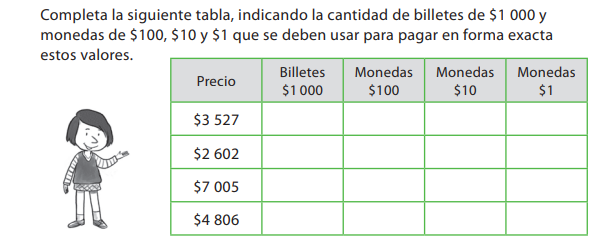 Completa la siguiente tabla, indicando la cantidad de billetes de $1 000 y
monedas de $100, $10 y $1 que se deben usar para pagar en forma exacta
estos valores.
Precio Billetes $1 000 Monedas $100 Monedas $10 Monedas $1
$3 527
$2 602
$7 005
$4 806